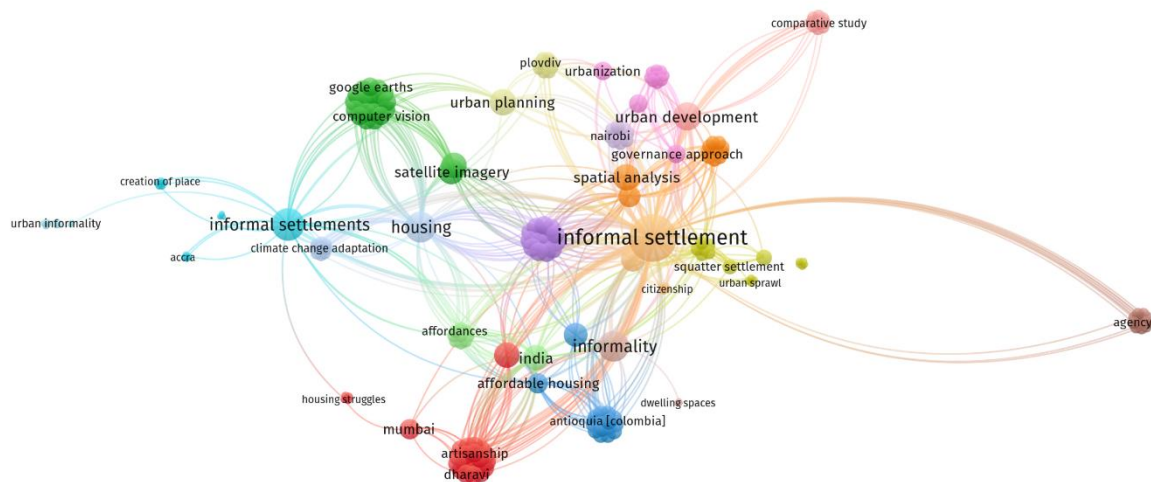 comparative study
plovdiv
urbanization
google earths
urban planning
computer vision
urban development
nairobi
governance approach
satellite imagery
spatial analysis
creation of place
urban informality
informal settlements
housing
informal settlement
climate change adaptation
accra
squatter settlement
urban sprawl
citizenship
agency
affordances
informality
india
affordable housing
housing struggles
dwelling spaces
antioquia [colombia]
mumbai
artisanship
dharavi